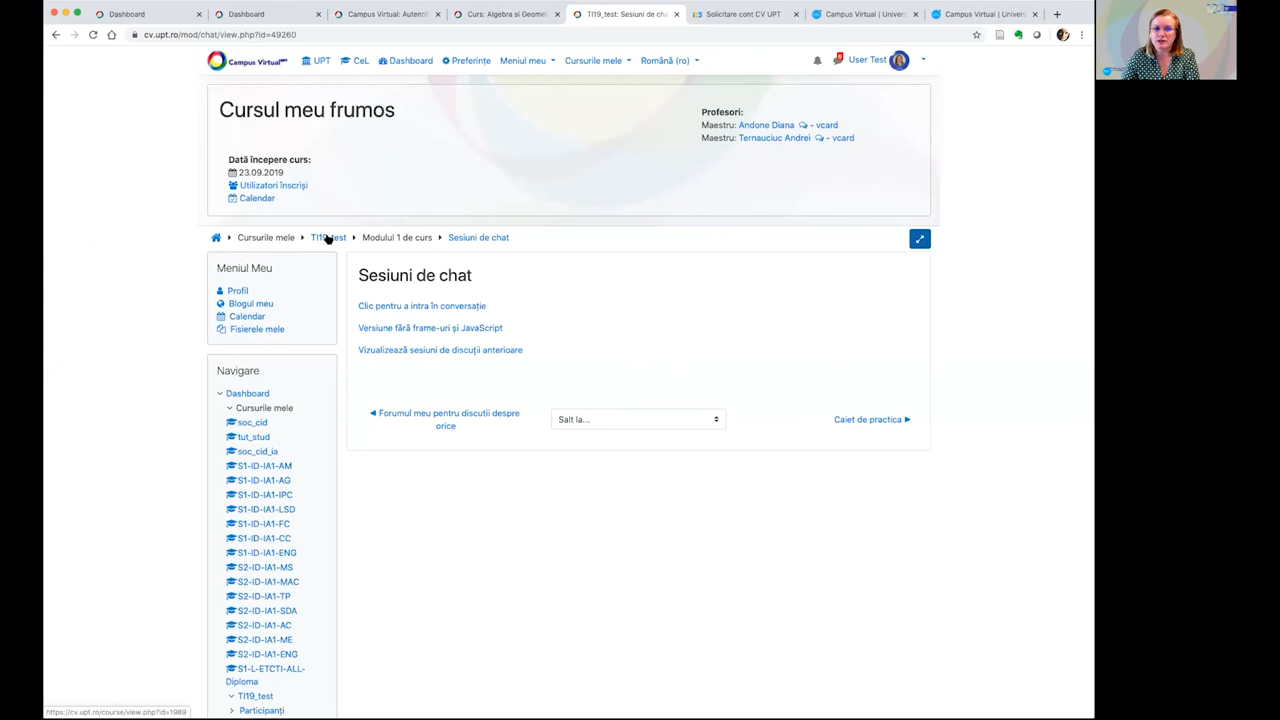 Dashboard
Dashboard
Campus Virtual: Autentifi
Curs: Algebra si Geomet
TI19_test: Sesiuni de cha
Solicitare cont CV UPT
Campus Virtual | Univers
Campus Virtual | Univers
cv.upt.ro/mod/chat/view.php?id=49260
Campus Virtual UPT
UPT
CeL
Dashboard
Preferințe
Meniul meu
Cursurile mele
Română (ro)
User Test
Cursul meu frumos
Profesori:
Maestru: Andone Diana - vcard
Maestru: Ternauciuc Andrei - vcard
Dată începere curs:
23.09.2019
Utilizatori înscriși
Calendar
Cursurile mele
TI19_test
Modulul 1 de curs
Sesiuni de chat
Meniul Meu
Profil
Blogul meu
Calendar
Fisierele mele
Sesiuni de chat
Clic pentru a intra în conversație
Versiune fără frame-uri și JavaScript
Vizualizează sesiuni de discuții anterioare
◀ Forumul meu pentru discutii despre
orice
Salt la...
Caiet de practica ▶
Navigare
Dashboard
Cursurile mele
soc_cid
tut_stud
soc_cid_ia
S1-ID-IA1-AM
S1-ID-IA1-AG
S1-ID-IA1-IPC
S1-ID-IA1-LSD
S1-ID-IA1-FC
S1-ID-IA1-CC
S1-ID-IA1-ENG
S2-ID-IA1-MS
S2-ID-IA1-MAC
S2-ID-IA1-TP
S2-ID-IA1-SDA
S2-ID-IA1-AC
S2-ID-IA1-ME
S2-ID-IA1-ENG
S1-L-ETCTI-ALL-
Diploma
TI19_test
Participanți
https://cv.upt.ro/course/view.php?id=1989